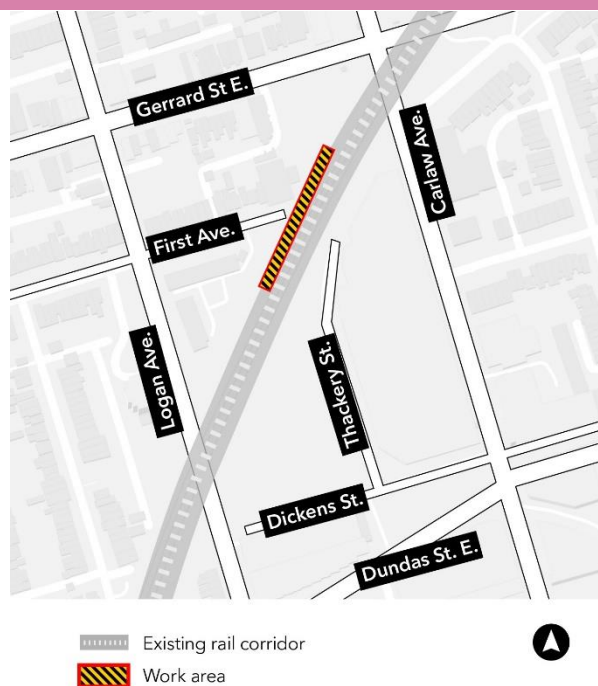 Gerrard St E.
Carlaw Ave.
First Ave.
Logan Ave.
Thackery St.
Dickens St.
Dundas St. E.
Existing rail corridor
Work area